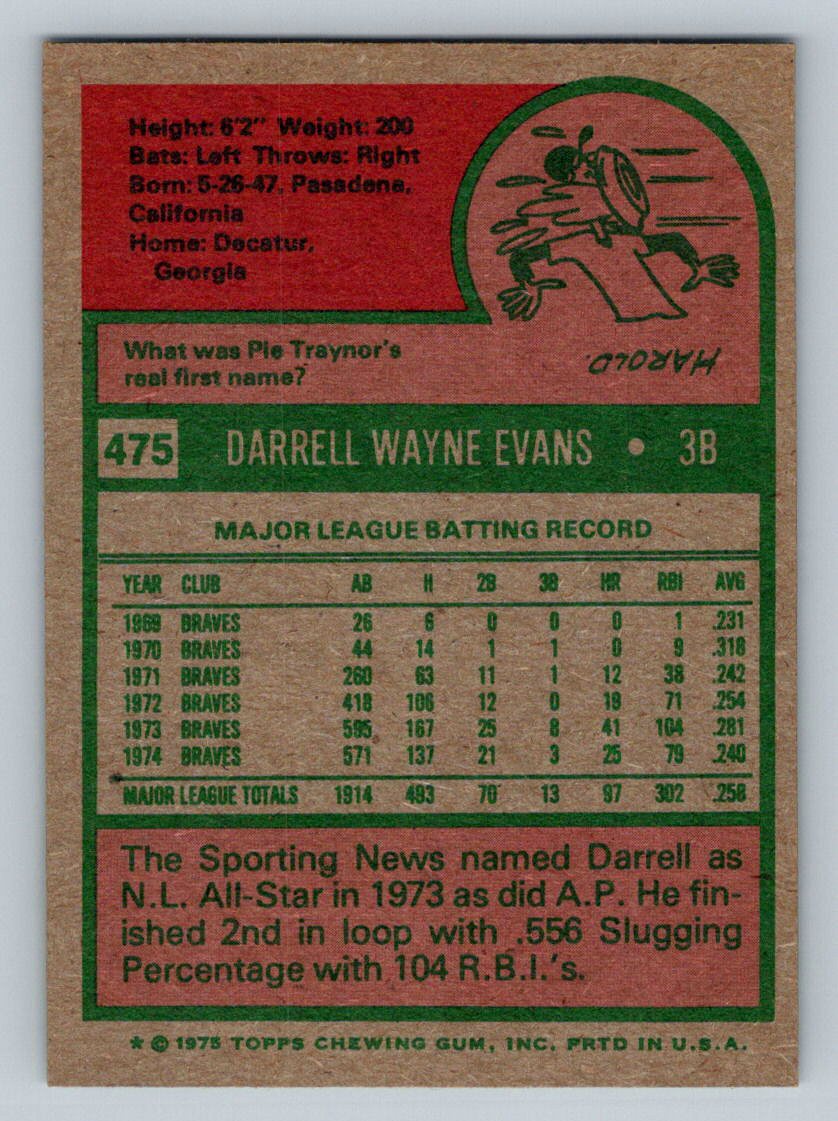 Height: 6'2" Weight: 200
Bats: Left Throws: Right
Born: 5-26-47, Pasadena,
California
Home: Decatur,
Georgia
What was Pie Traynor's
real first name?
HAROLD.
475 DARRELL WAYNE EVANS • 3B
MAJOR LEAGUE BATTING RECORD
YEAR CLUB AB H 2B 3B HR RBI AVG
1969 BRAVES 26 6 0 0 0 1 .231
1970 BRAVES 44 14 1 1 0 9 .318
1971 BRAVES 260 63 11 1 12 38 .242
1972 BRAVES 418 106 12 0 19 71 .254
1973 BRAVES 595 167 25 8 41 104 .281
1974 BRAVES 571 137 21 3 25 79 .240
MAJOR LEAGUE TOTALS 1914 493 70 13 97 302 .258
The Sporting News named Darrell as
N.L. All-Star in 1973 as did A.P. He fin-
ished 2nd in loop with .556 Slugging
Percentage with 104 R.B.I.'s.
* © 1975 TOPPS CHEWING GUM, INC. PRTD IN U.S.A.